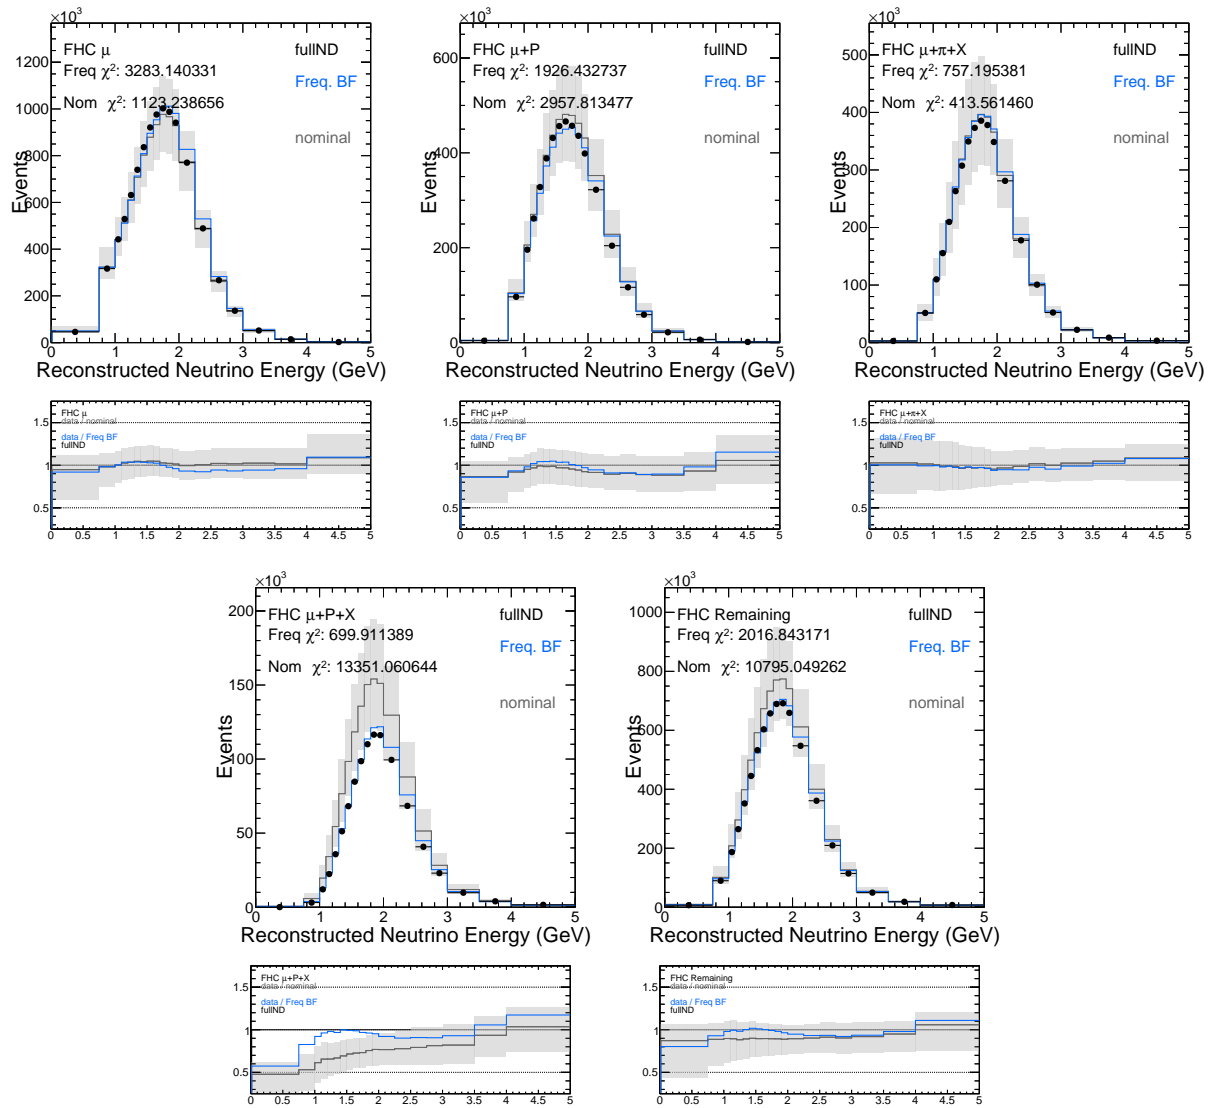 ×10³
FHC μ
fullND
Freq χ²: 3283.140331
Freq. BF
Nom χ²: 1123.238656
nominal
Events
0
200
400
600
800
1000
1200
0 1 2 3 4 5
Reconstructed Neutrino Energy (GeV)
×10³
FHC μ+P
fullND
Freq χ²: 1926.432737
Freq. BF
Nom χ²: 2957.813477
nominal
Events
0
200
400
600
0 1 2 3 4 5
Reconstructed Neutrino Energy (GeV)
×10³
FHC μ+π+X
fullND
Freq χ²: 757.195381
Freq. BF
Nom χ²: 413.561460
nominal
Events
0
100
200
300
400
500
0 1 2 3 4 5
Reconstructed Neutrino Energy (GeV)
FHC μ
data / nominal
data / Freq BF
fullND
1.5
1
0.5
0 0.5 1 1.5 2 2.5 3 3.5 4 4.5 5
FHC μ+P
data / nominal
data / Freq BF
fullND
1.5
1
0.5
0 0.5 1 1.5 2 2.5 3 3.5 4 4.5 5
FHC μ+π+X
data / nominal
data / Freq BF
fullND
1.5
1
0.5
0 0.5 1 1.5 2 2.5 3 3.5 4 4.5 5
×10³
FHC μ+P+X
fullND
Freq χ²: 699.911389
Freq. BF
Nom χ²: 13351.060644
nominal
Events
0
50
100
150
200
0 1 2 3 4 5
Reconstructed Neutrino Energy (GeV)
×10³
FHC Remaining
fullND
Freq χ²: 2016.843171
Freq. BF
Nom χ²: 10795.049262
nominal
Events
0
200
400
600
800
1000
0 1 2 3 4 5
Reconstructed Neutrino Energy (GeV)
FHC μ+P+X
data / nominal
data / Freq BF
fullND
1.5
1
0.5
0 0.5 1 1.5 2 2.5 3 3.5 4 4.5 5
FHC Remaining
data / nominal
data / Freq BF
fullND
1.5
1
0.5
0 0.5 1 1.5 2 2.5 3 3.5 4 4.5 5